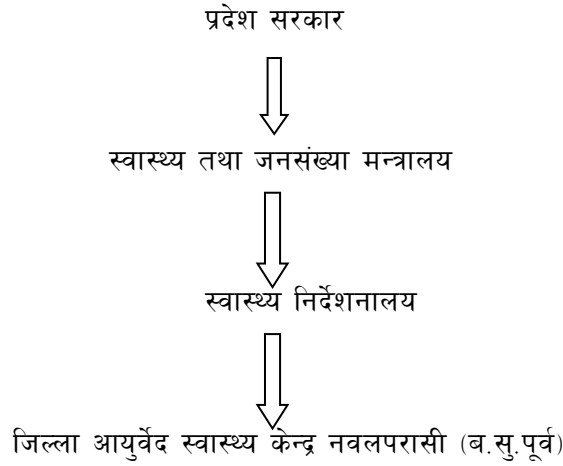 प्रदेश सरकार
स्वास्थ्य तथा जनसंख्या मन्त्रालय
स्वास्थ्य निर्देशनालय
जिल्ला आयुर्वेद स्वास्थ्य केन्द्र नवलपरासी (ब.सु.पूर्व)